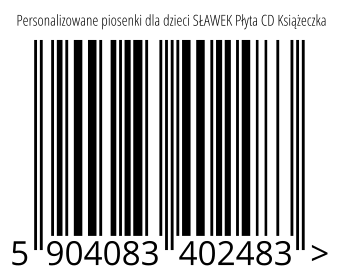 Personalizowane piosenki dla dzieci SŁAWEK Płyta CD Książeczka
5 904083 402483 >